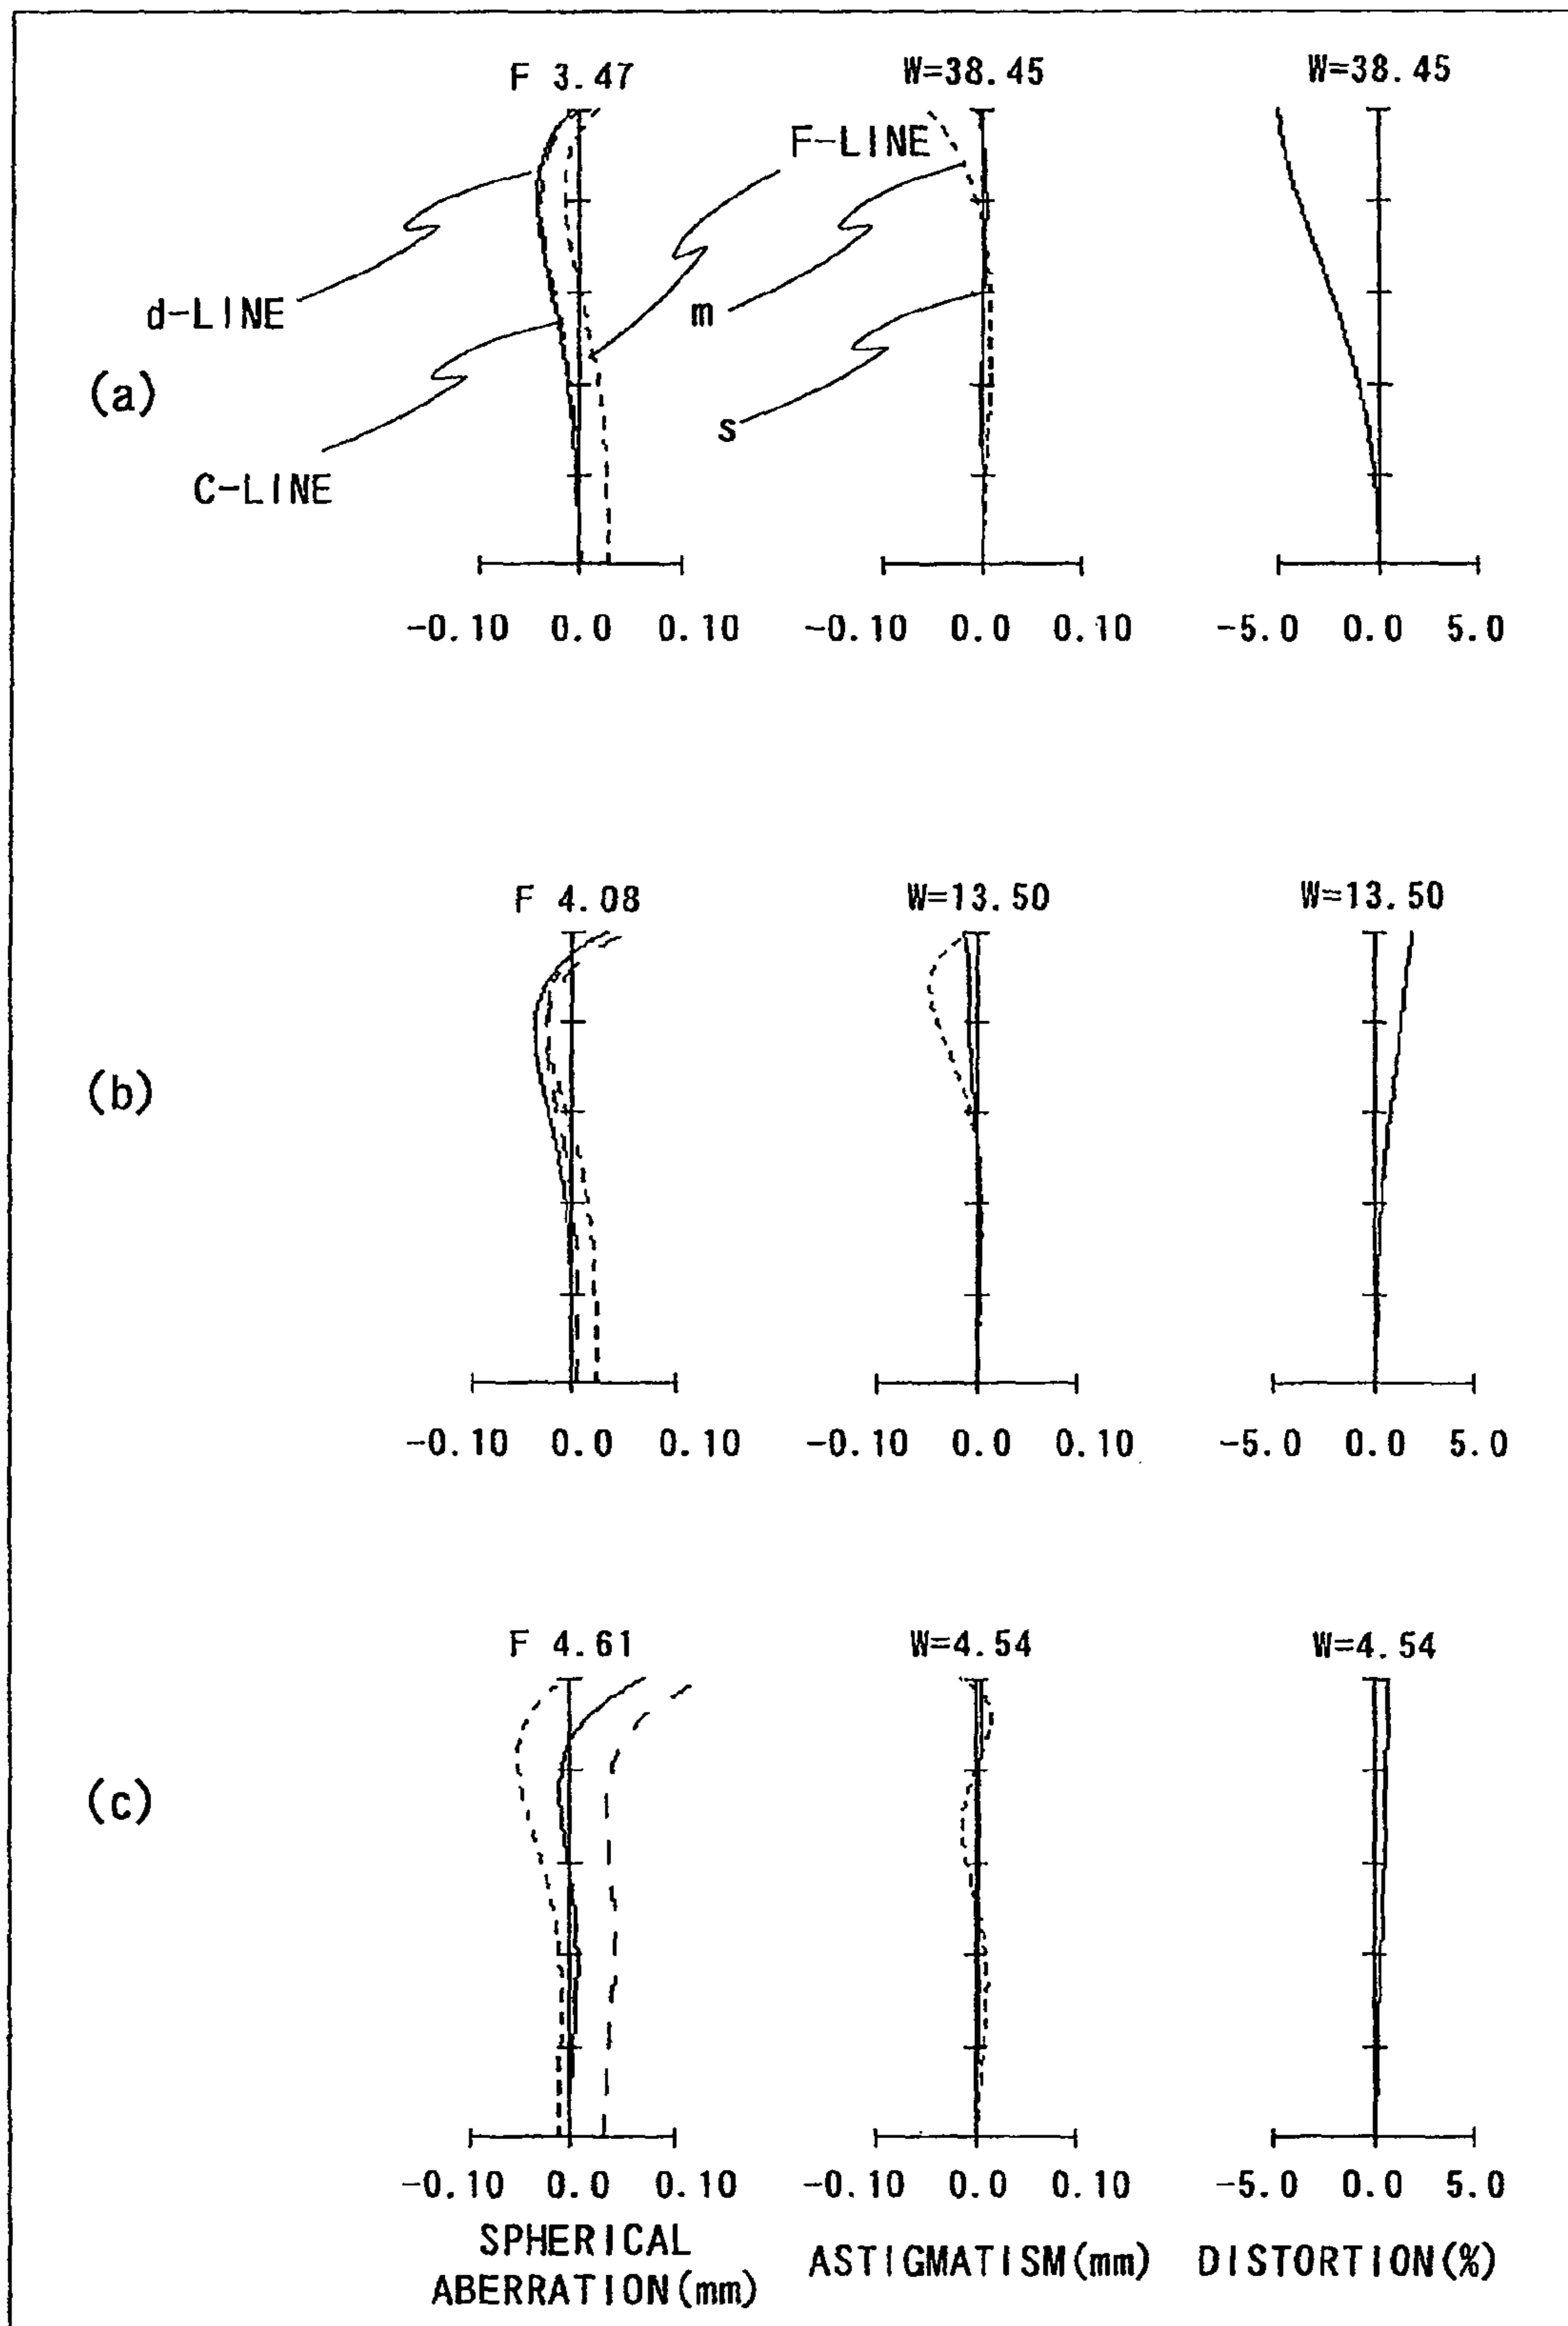 F 3.47 W=38.45 W=38.45
F-LINE
d-LINE
m
(a)
s
C-LINE
-0.10 0.0 0.10 -0.10 0.0 0.10 -5.0 0.0 5.0
F 4.08 W=13.50 W=13.50
(b)
-0.10 0.0 0.10 -0.10 0.0 0.10 -5.0 0.0 5.0
F 4.61 W=4.54 W=4.54
(c)
-0.10 0.0 0.10 -0.10 0.0 0.10 -5.0 0.0 5.0
SPHERICAL
ABERRATION(mm) ASTIGMATISM(mm) DISTORTION(%)